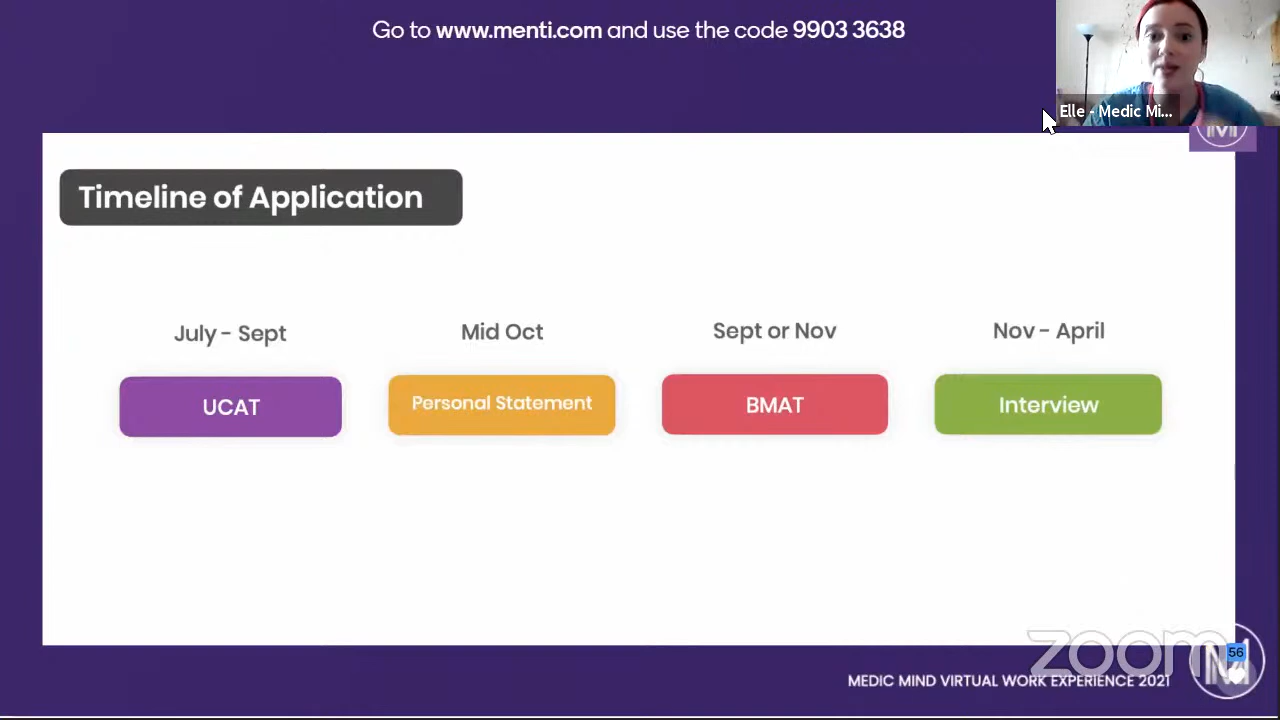 Go to www.menti.com and use the code 9903 3638
Elle - Medic Mi...
Timeline of Application
July - Sept
Mid Oct
Sept or Nov
Nov - April
UCAT
Personal Statement
BMAT
Interview
zoom
56
MEDIC MIND VIRTUAL WORK EXPERIENCE 2021